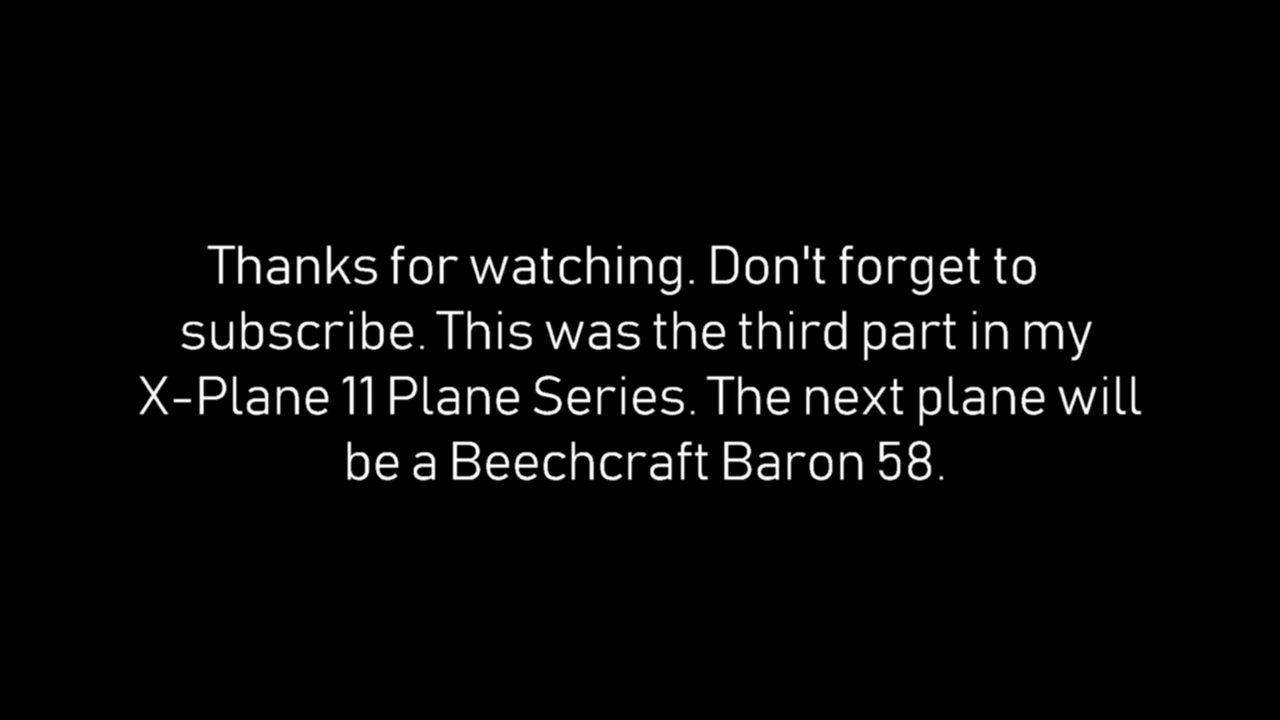 Thanks for watching. Don't forget to
subscribe. This was the third part in my
X-Plane 11 Plane Series. The next plane will
be a Beechcraft Baron 58.